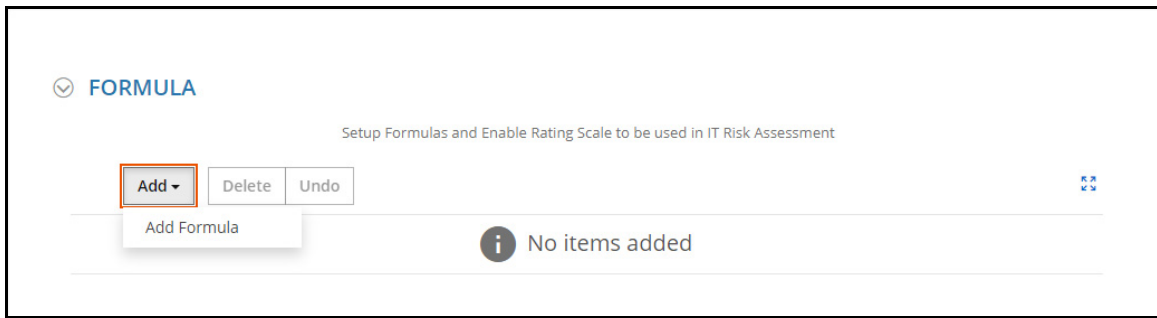 FORMULA
Setup Formulas and Enable Rating Scale to be used in IT Risk Assessment
Add Delete Undo
Add Formula
No items added